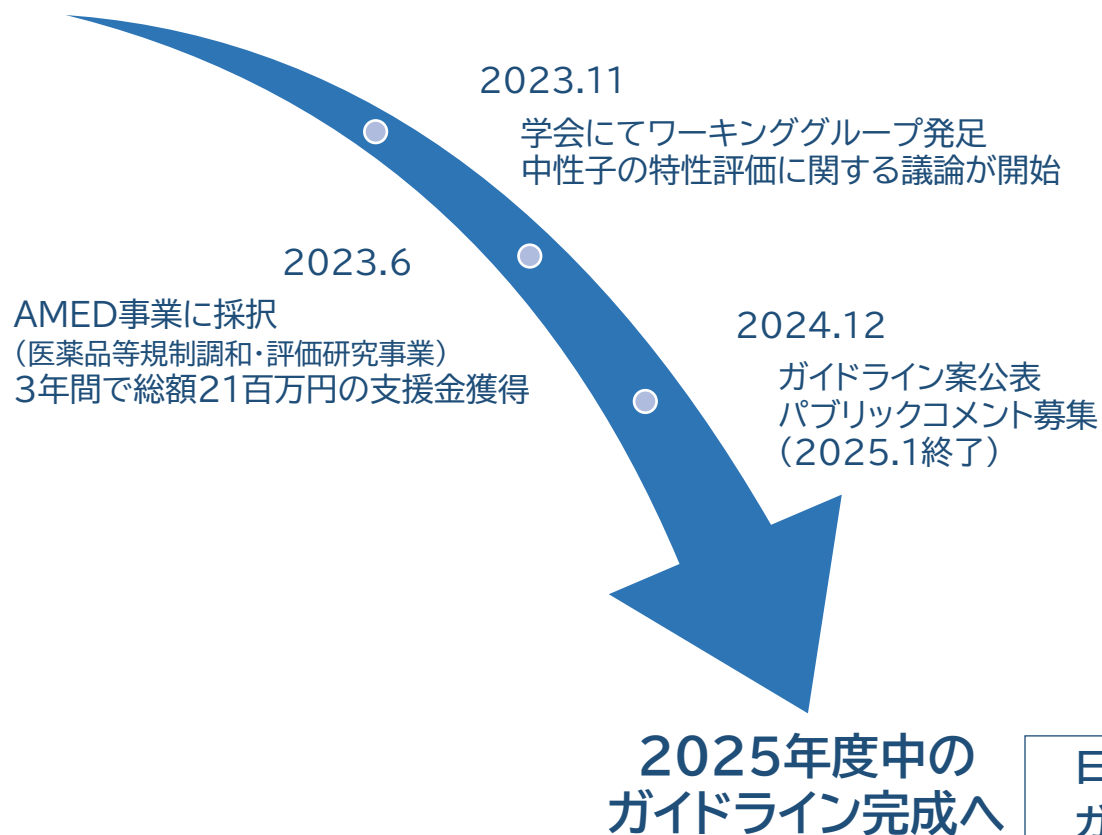 2023.11
学会にてワーキンググループ発足
中性子の特性評価に関する議論が開始
2023.6
AMED事業に採択
（医薬品等規制調和・評価研究事業）
3年間で総額21百万円の支援金獲得
2024.12
ガイドライン案公表
パブリックコメント募集
（2025.1終了）
2025年度中の
ガイドライン完成へ